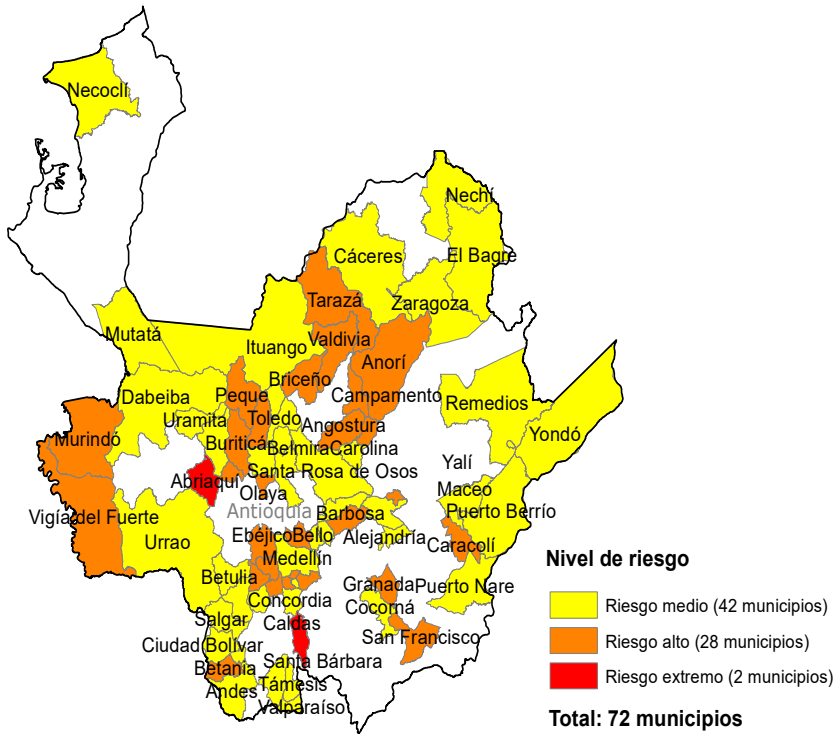 Necoclí
Nechí
Cáceres
El Bagre
Tarazá
Zaragoza
Mutatá
Ituango
Valdivia
Anorí
Briceño
Dabeiba
Peque
Campamento
Remedios
Uramita
Toledo
Angostura
Yondó
Murindó
Buriticá
Belmira
Carolina
Abriaquí
Santa Rosa de Osos
Yalí
Olaya
Maceo
Antioquia
Barbosa
Puerto Berrío
Vigía del Fuerte
Urrao
Ebéjico
Bello
Alejandría
Caracolí
Medellín
Betulia
Granada
Puerto Nare
Concordia
Cocorná
Salgar
Caldas
San Francisco
Ciudad Bolívar
Betania
Santa Bárbara
Andes
Támesis
Valparaíso
Nivel de riesgo
Riesgo medio (42 municipios)
Riesgo alto (28 municipios)
Riesgo extremo (2 municipios)
Total: 72 municipios